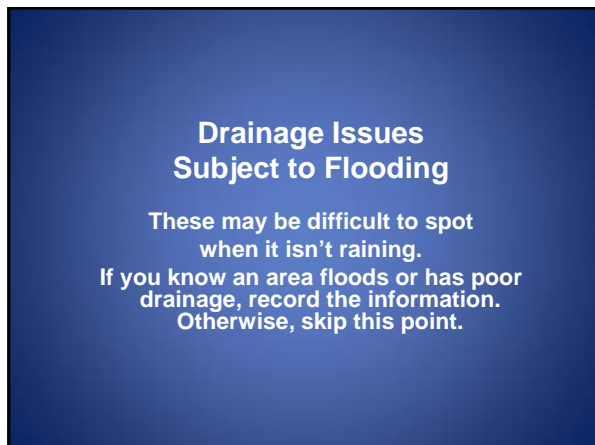 Drainage Issues
Subject to Flooding
These may be difficult to spot
when it isn’t raining.
If you know an area floods or has poor
drainage, record the information.
Otherwise, skip this point.